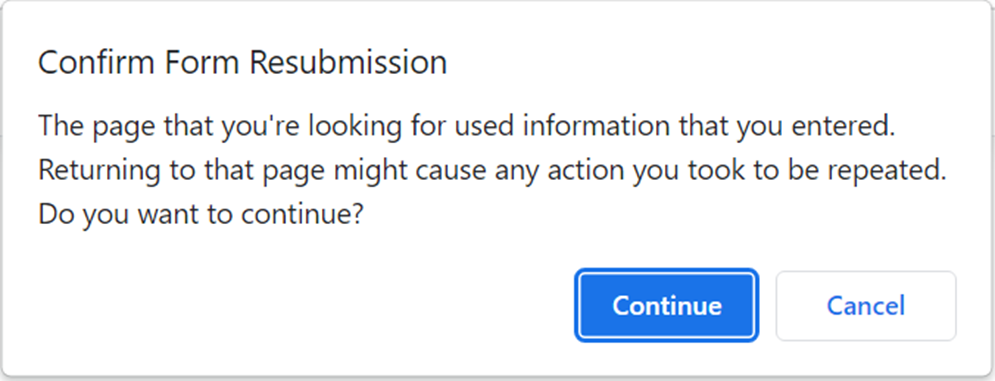 Confirm Form Resubmission
The page that you're looking for used information that you entered.
Returning to that page might cause any action you took to be repeated.
Do you want to continue?
Continue Cancel